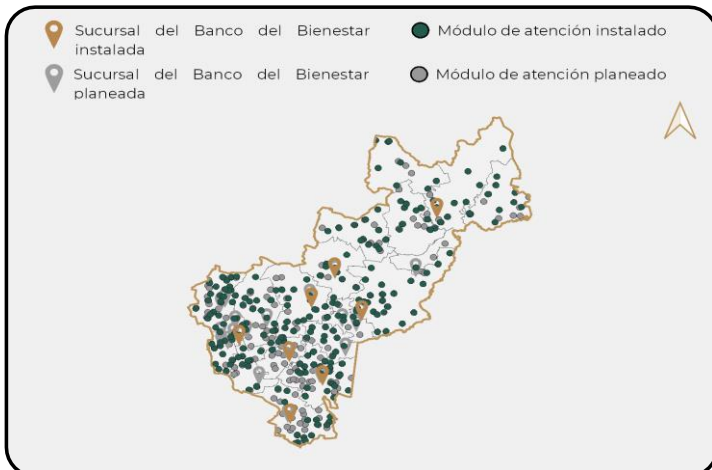 Sucursal del Banco del Bienestar
instalada
Módulo de atención instalado
Sucursal del Banco del Bienestar
planeada
Módulo de atención planeado